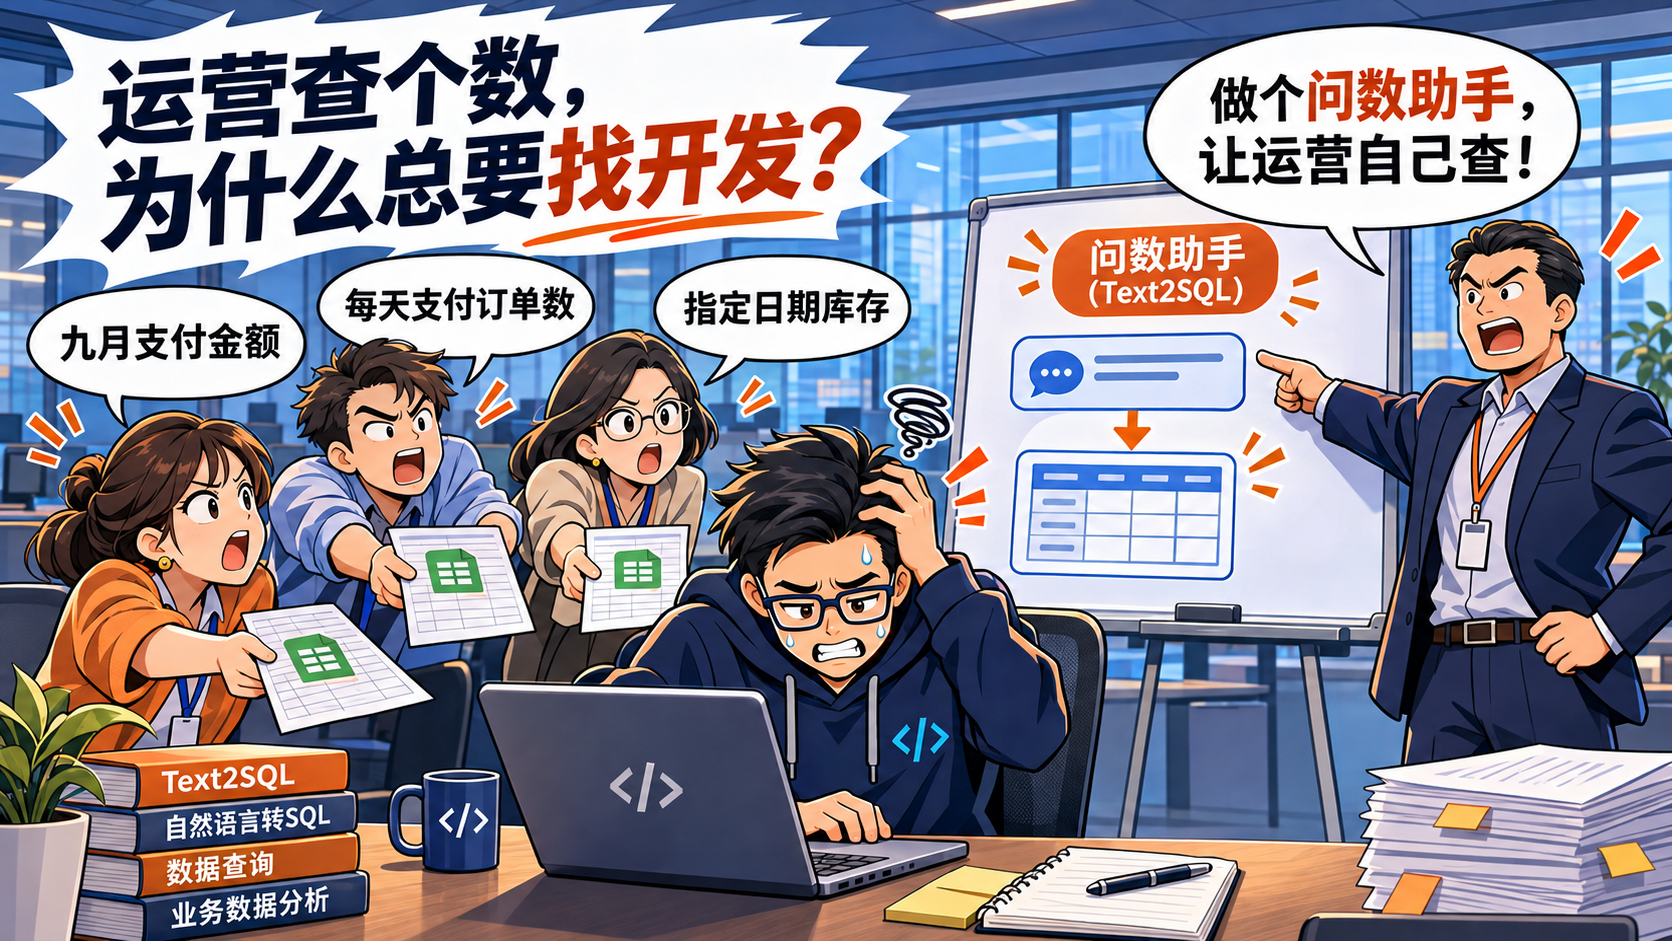 运营查个数，
为什么总要找开发？
做个问数助手，
让运营自己查！
九月支付金额
每天支付订单数
指定日期库存
问数助手
(Text2SQL)
</>
</>
</>
Text2SQL
自然语言转SQL
数据查询
业务数据分析